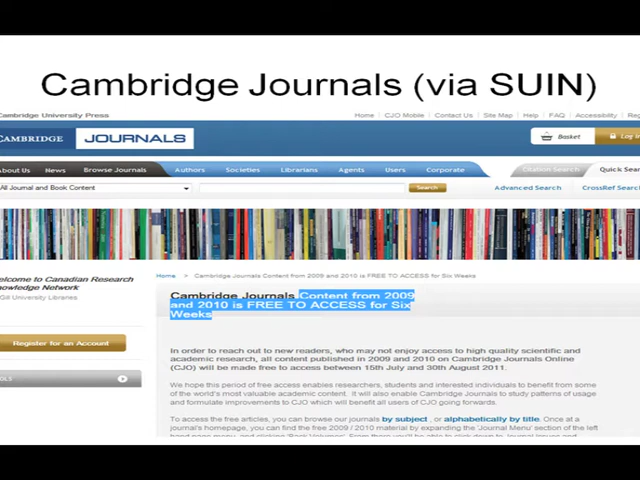 Cambridge Journals (via SUIN)
Cambridge University Press
Home CJO Mobile Contact Us Site Map Help FAQ Accessibility
CAMBRIDGE JOURNALS
Basket
Log in
About Us News Browse Journals Authors Societies Librarians Agents Users Corporate Citation Search Quick
All Journal and Book Content
Search
Advanced Search CrossRef
Home > Cambridge Journals Content from 2009 and 2010 is FREE TO ACCESS for Six Weeks
elcome to Canadian Research
nowledge Network
Gill University Libraries
Register for an Account
OLS
Cambridge Journals Content from 2009
and 2010 is FREE TO ACCESS for Six
Weeks
In order to reach out to new readers, who may not enjoy access to high quality scientific and
academic research, all content published in 2009 and 2010 on Cambridge Journals Online
(CJO) will be made free to access between 15th July and 30th August 2011.
We hope this period of free access enables researchers, students and interested individuals to benefit from some
of the world's most valuable academic content. It will also enable Cambridge Journals to study patterns of usage
and formulate improvements to CJO which will benefit all users of CJO going forwards.
To access the free articles, you can browse our journals by subject , or alphabetically by title. Once at a
journal's homepage, you can find the free 2009 / 2010 material by expanding the 'Journal Menu' section of the left